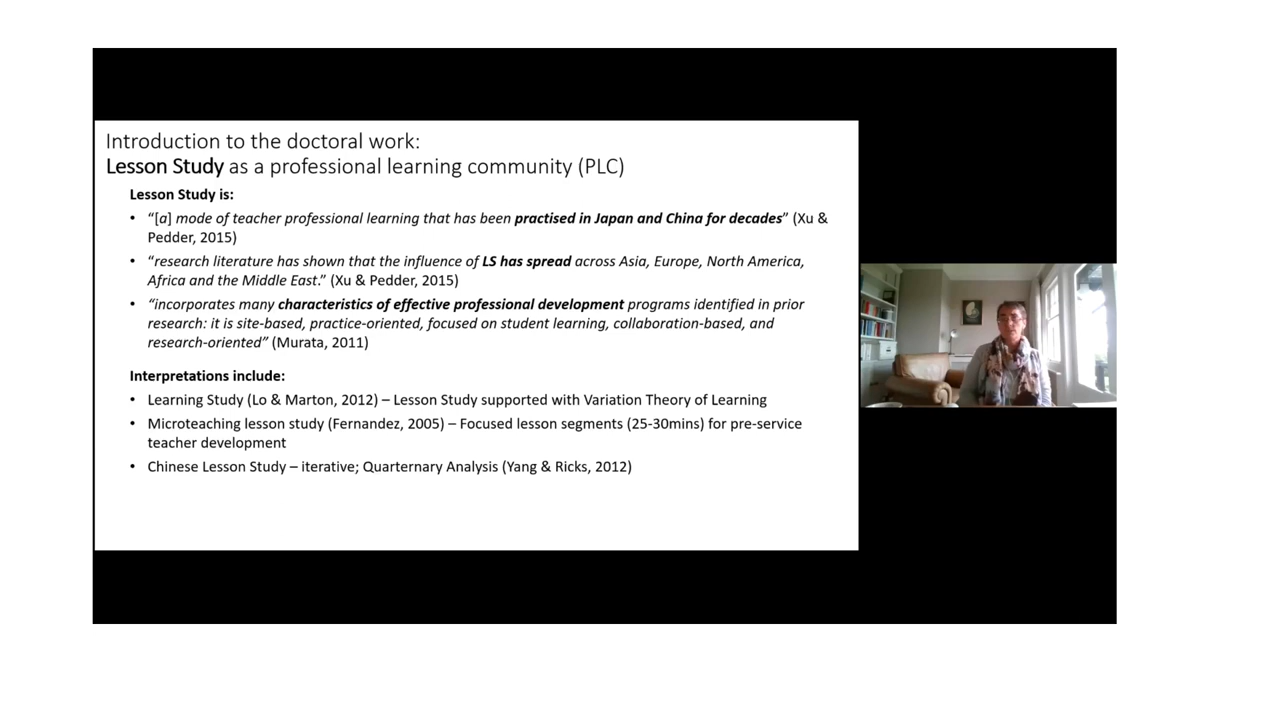 Introduction to the doctoral work:
Lesson Study as a professional learning community (PLC)
Lesson Study is:
• “[a] mode of teacher professional learning that has been practised in Japan and China for decades” (Xu &
Pedder, 2015)
• “research literature has shown that the influence of LS has spread across Asia, Europe, North America,
Africa and the Middle East.” (Xu & Pedder, 2015)
• “incorporates many characteristics of effective professional development programs identified in prior
research: it is site-based, practice-oriented, focused on student learning, collaboration-based, and
research-oriented” (Murata, 2011)
Interpretations include:
• Learning Study (Lo & Marton, 2012) – Lesson Study supported with Variation Theory of Learning
• Microteaching lesson study (Fernandez, 2005) – Focused lesson segments (25-30mins) for pre-service
teacher development
• Chinese Lesson Study – iterative; Quarternary Analysis (Yang & Ricks, 2012)